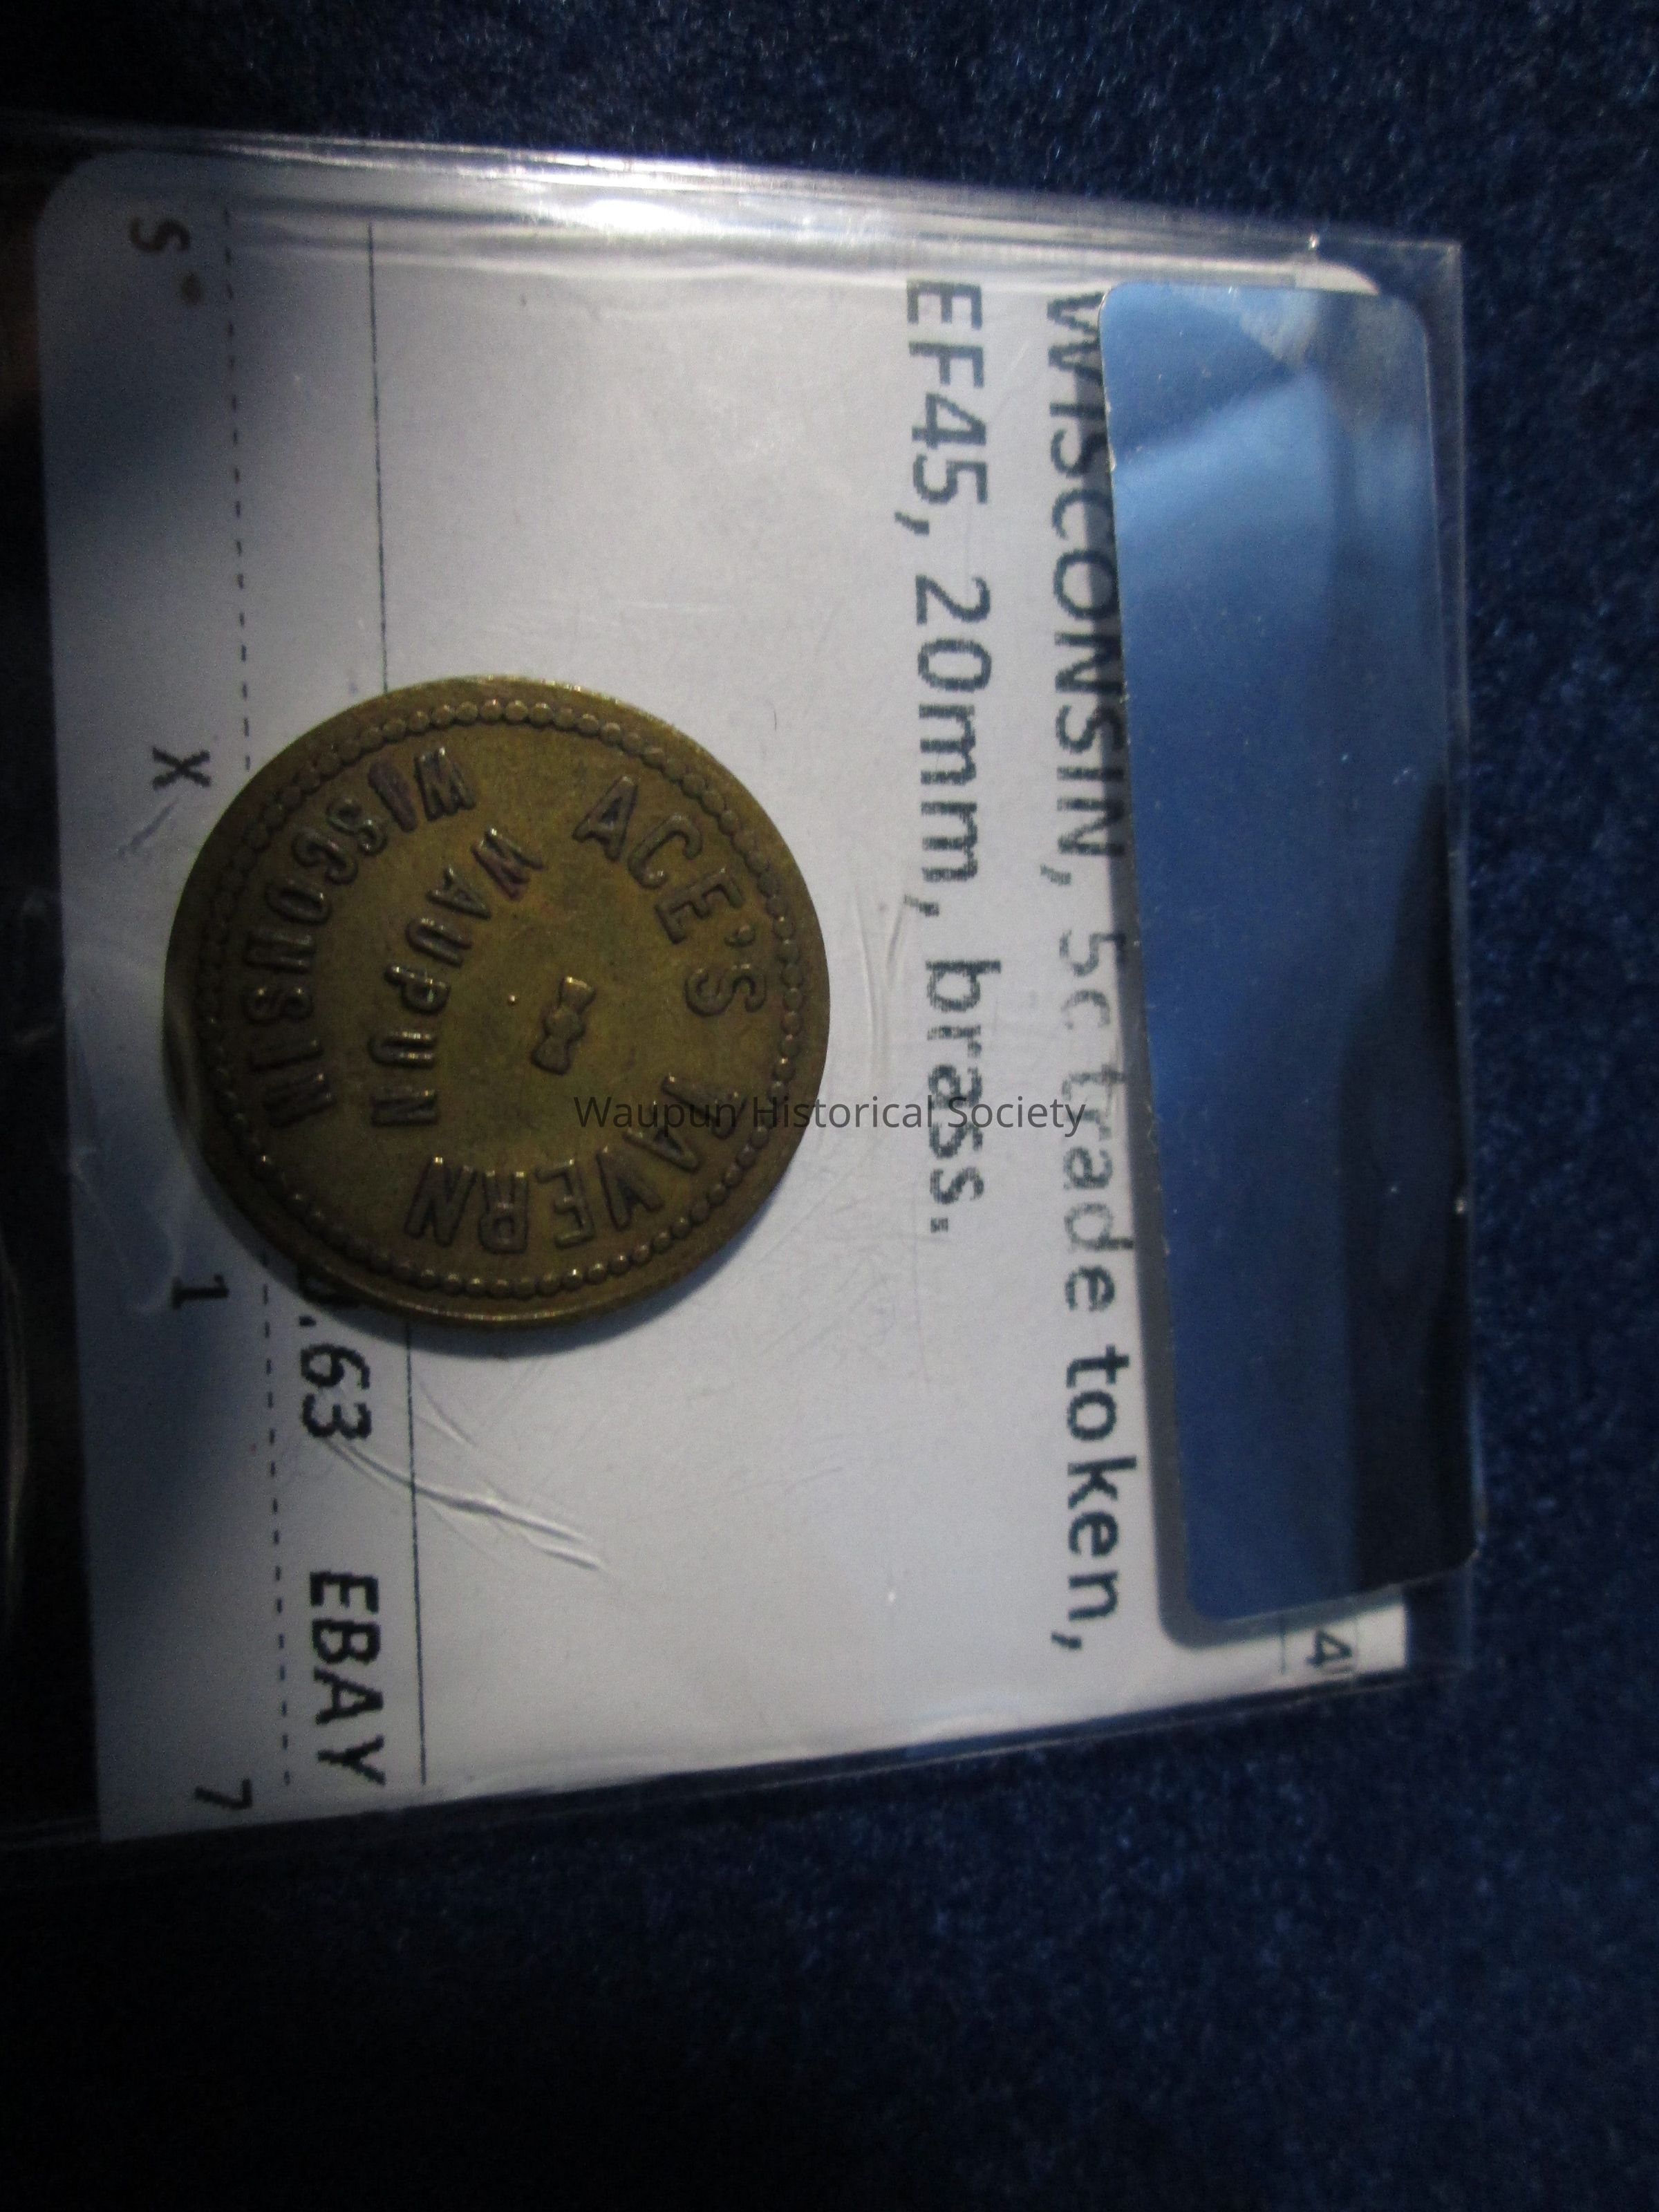 4
WISCONSIN, 5c trade token,
EF45, 20mm, brass.
ACE'S TAVERN
WAUPUN
WISCONSIN
.63 EBAY
S X 1 7
Waupun Historical Society